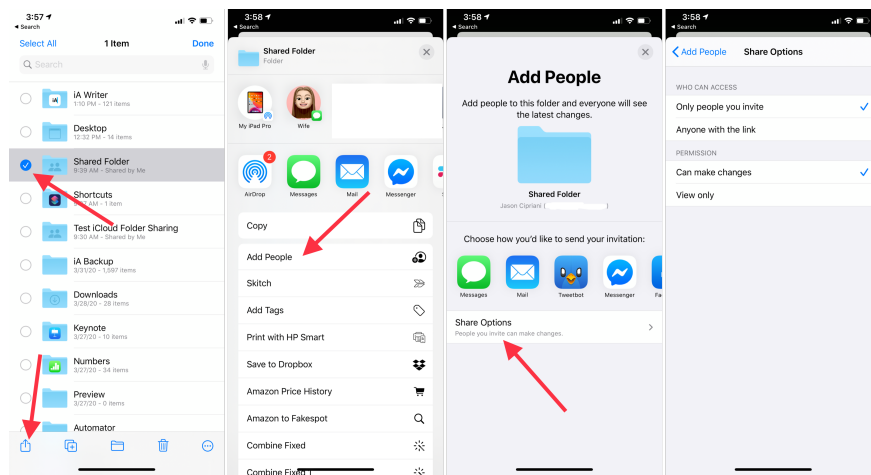 3:57
Search
Select All 1 Item Done
Search
iA Writer
1:10 PM - 121 items
Desktop
12:32 PM - 14 items
Shared Folder
9:39 AM - Shared by Me
Shortcuts
AM - 1 item
Test iCloud Folder Sharing
9:30 AM - Shared by Me
iA Backup
3/31/20 - 1,597 items
Downloads
3/28/20 - 28 items
Keynote
3/27/20 - 10 items
Numbers
3/27/20 - 34 items
Preview
3/27/20 - 0 items
Automator
3:58
Search
Shared Folder
Folder
My iPad Pro Wife
2
AirDrop Messages Mail Messenger
Copy
Add People
Skitch
Add Tags
Print with HP Smart
Save to Dropbox
Amazon Price History
Amazon to Fakespot
Combine Fixed
Combine Fixed 1
3:58
Search
Add People
Add people to this folder and everyone will see
the latest changes.
Shared Folder
Jason Cipriani (
Choose how you'd like to send your invitation:
Messages Mail Tweetbot Messenger Fa
Share Options
People you invite can make changes.
3:58
Search
Add People Share Options
WHO CAN ACCESS
Only people you invite
Anyone with the link
PERMISSION
Can make changes
View only